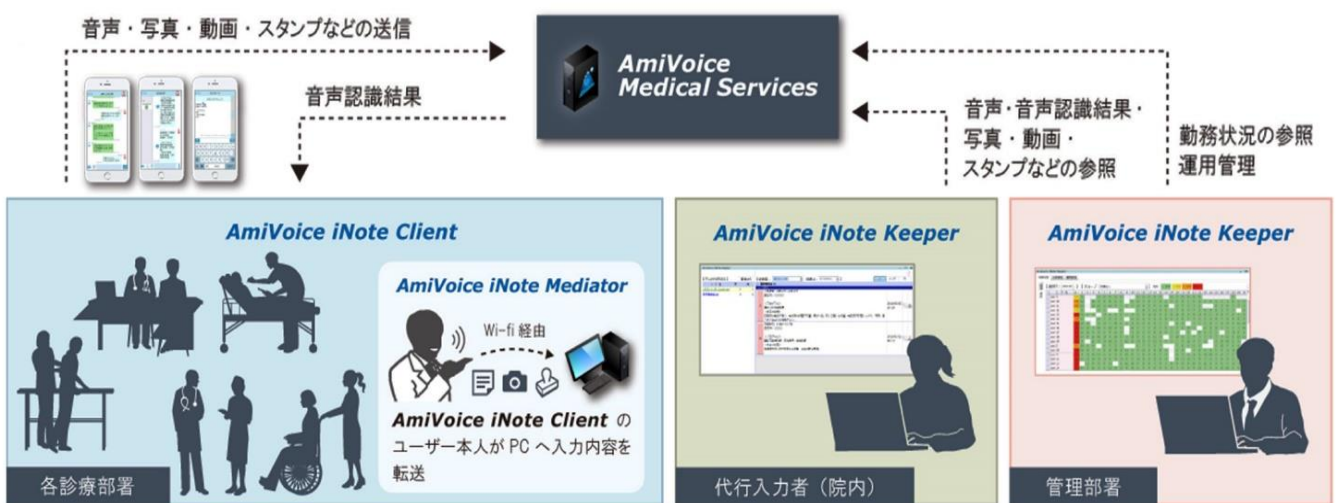 音声・写真・動画・スタンプなどの送信
音声認識結果
AmiVoice
Medical Services
音声・音声認識結果・
写真・動画・
スタンプなどの参照
勤務状況の参照
運用管理
AmiVoice iNote Client
AmiVoice iNote Mediator
Wi-fi 経由
AmiVoice iNote Client の
ユーザー本人が PC へ入力内容を
転送
各診療部署
AmiVoice iNote Keeper
代行入力者（院内）
AmiVoice iNote Keeper
管理部署